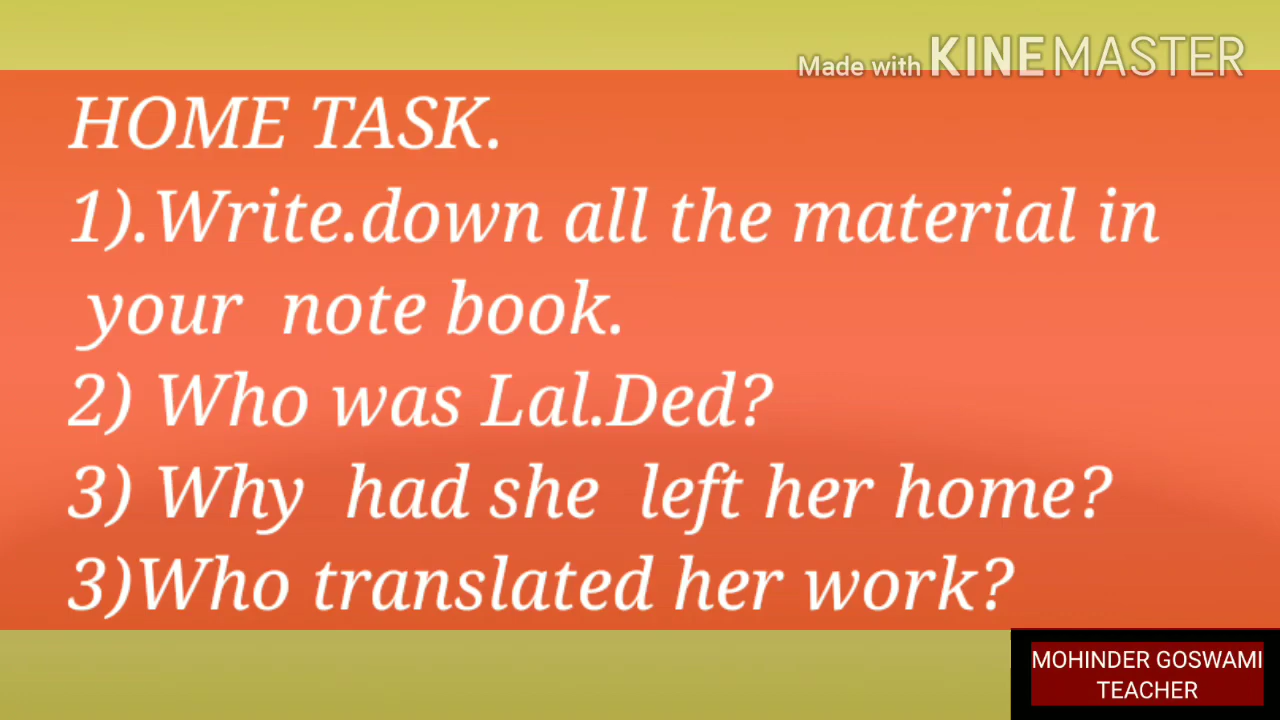 Made with KINEMASTER
HOME TASK.
1).Write.down all the material in
your note book.
2) Who was Lal.Ded?
3) Why had she left her home?
3)Who translated her work?
MOHINDER GOSWAMI
TEACHER